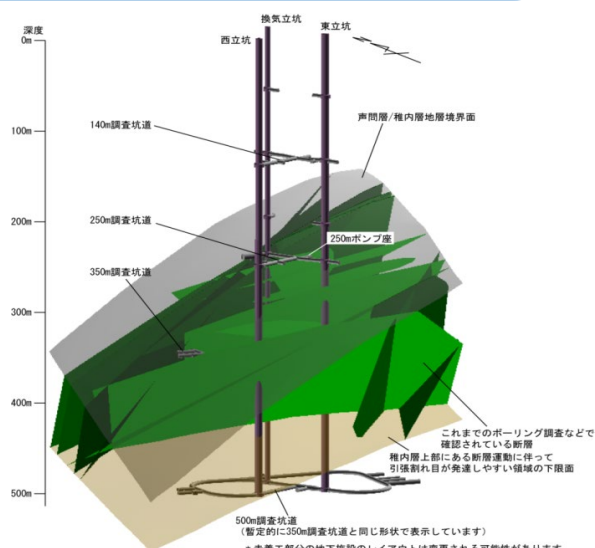 換気立坑
深度
西立坑
東立坑
0m
100m
140m調査坑道
声問層/稚内層地層境界面
200m
250m調査坑道
250mポンプ座
350m調査坑道
300m
400m
これまでのボーリング調査などで
確認されている断層
稚内層上部にある断層運動に伴って
引張割れ目が発達しやすい領域の下限面
500m
500m調査坑道
(暫定的に350m調査坑道と同じ形状で表示しています)